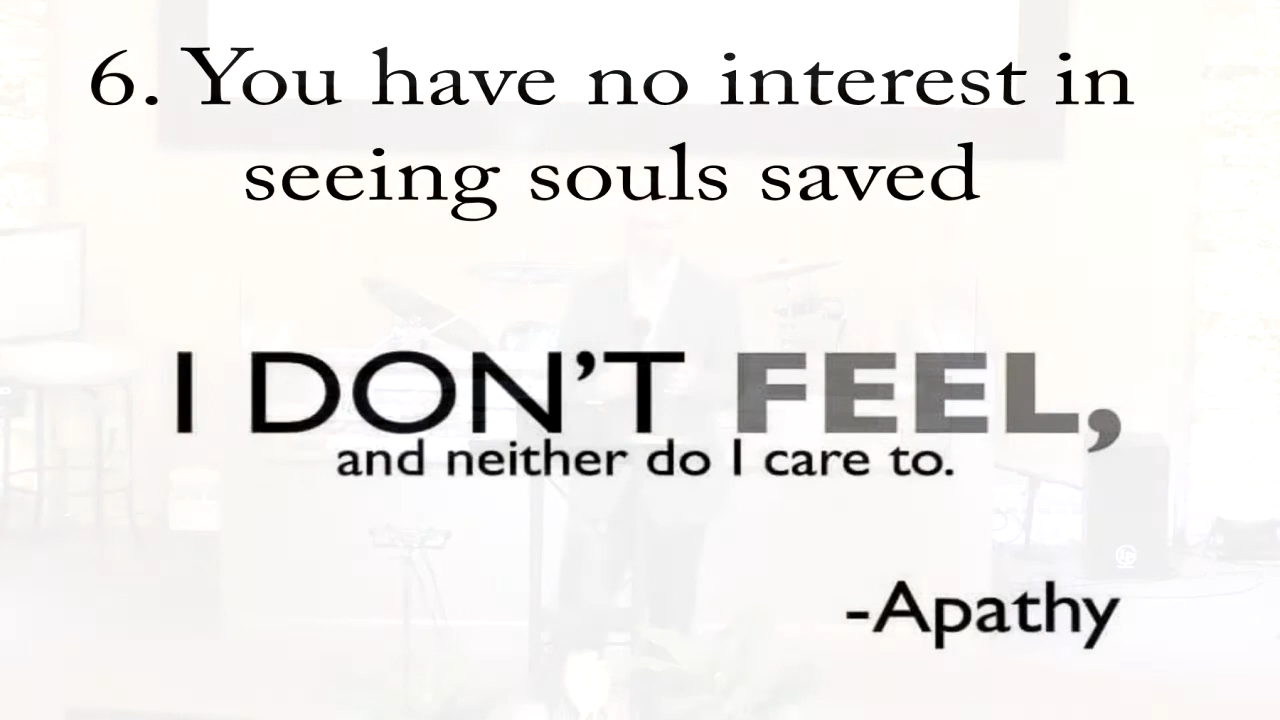 6. You have no interest in
seeing souls saved
I DON'T FEEL,
and neither do I care to.
-Apathy